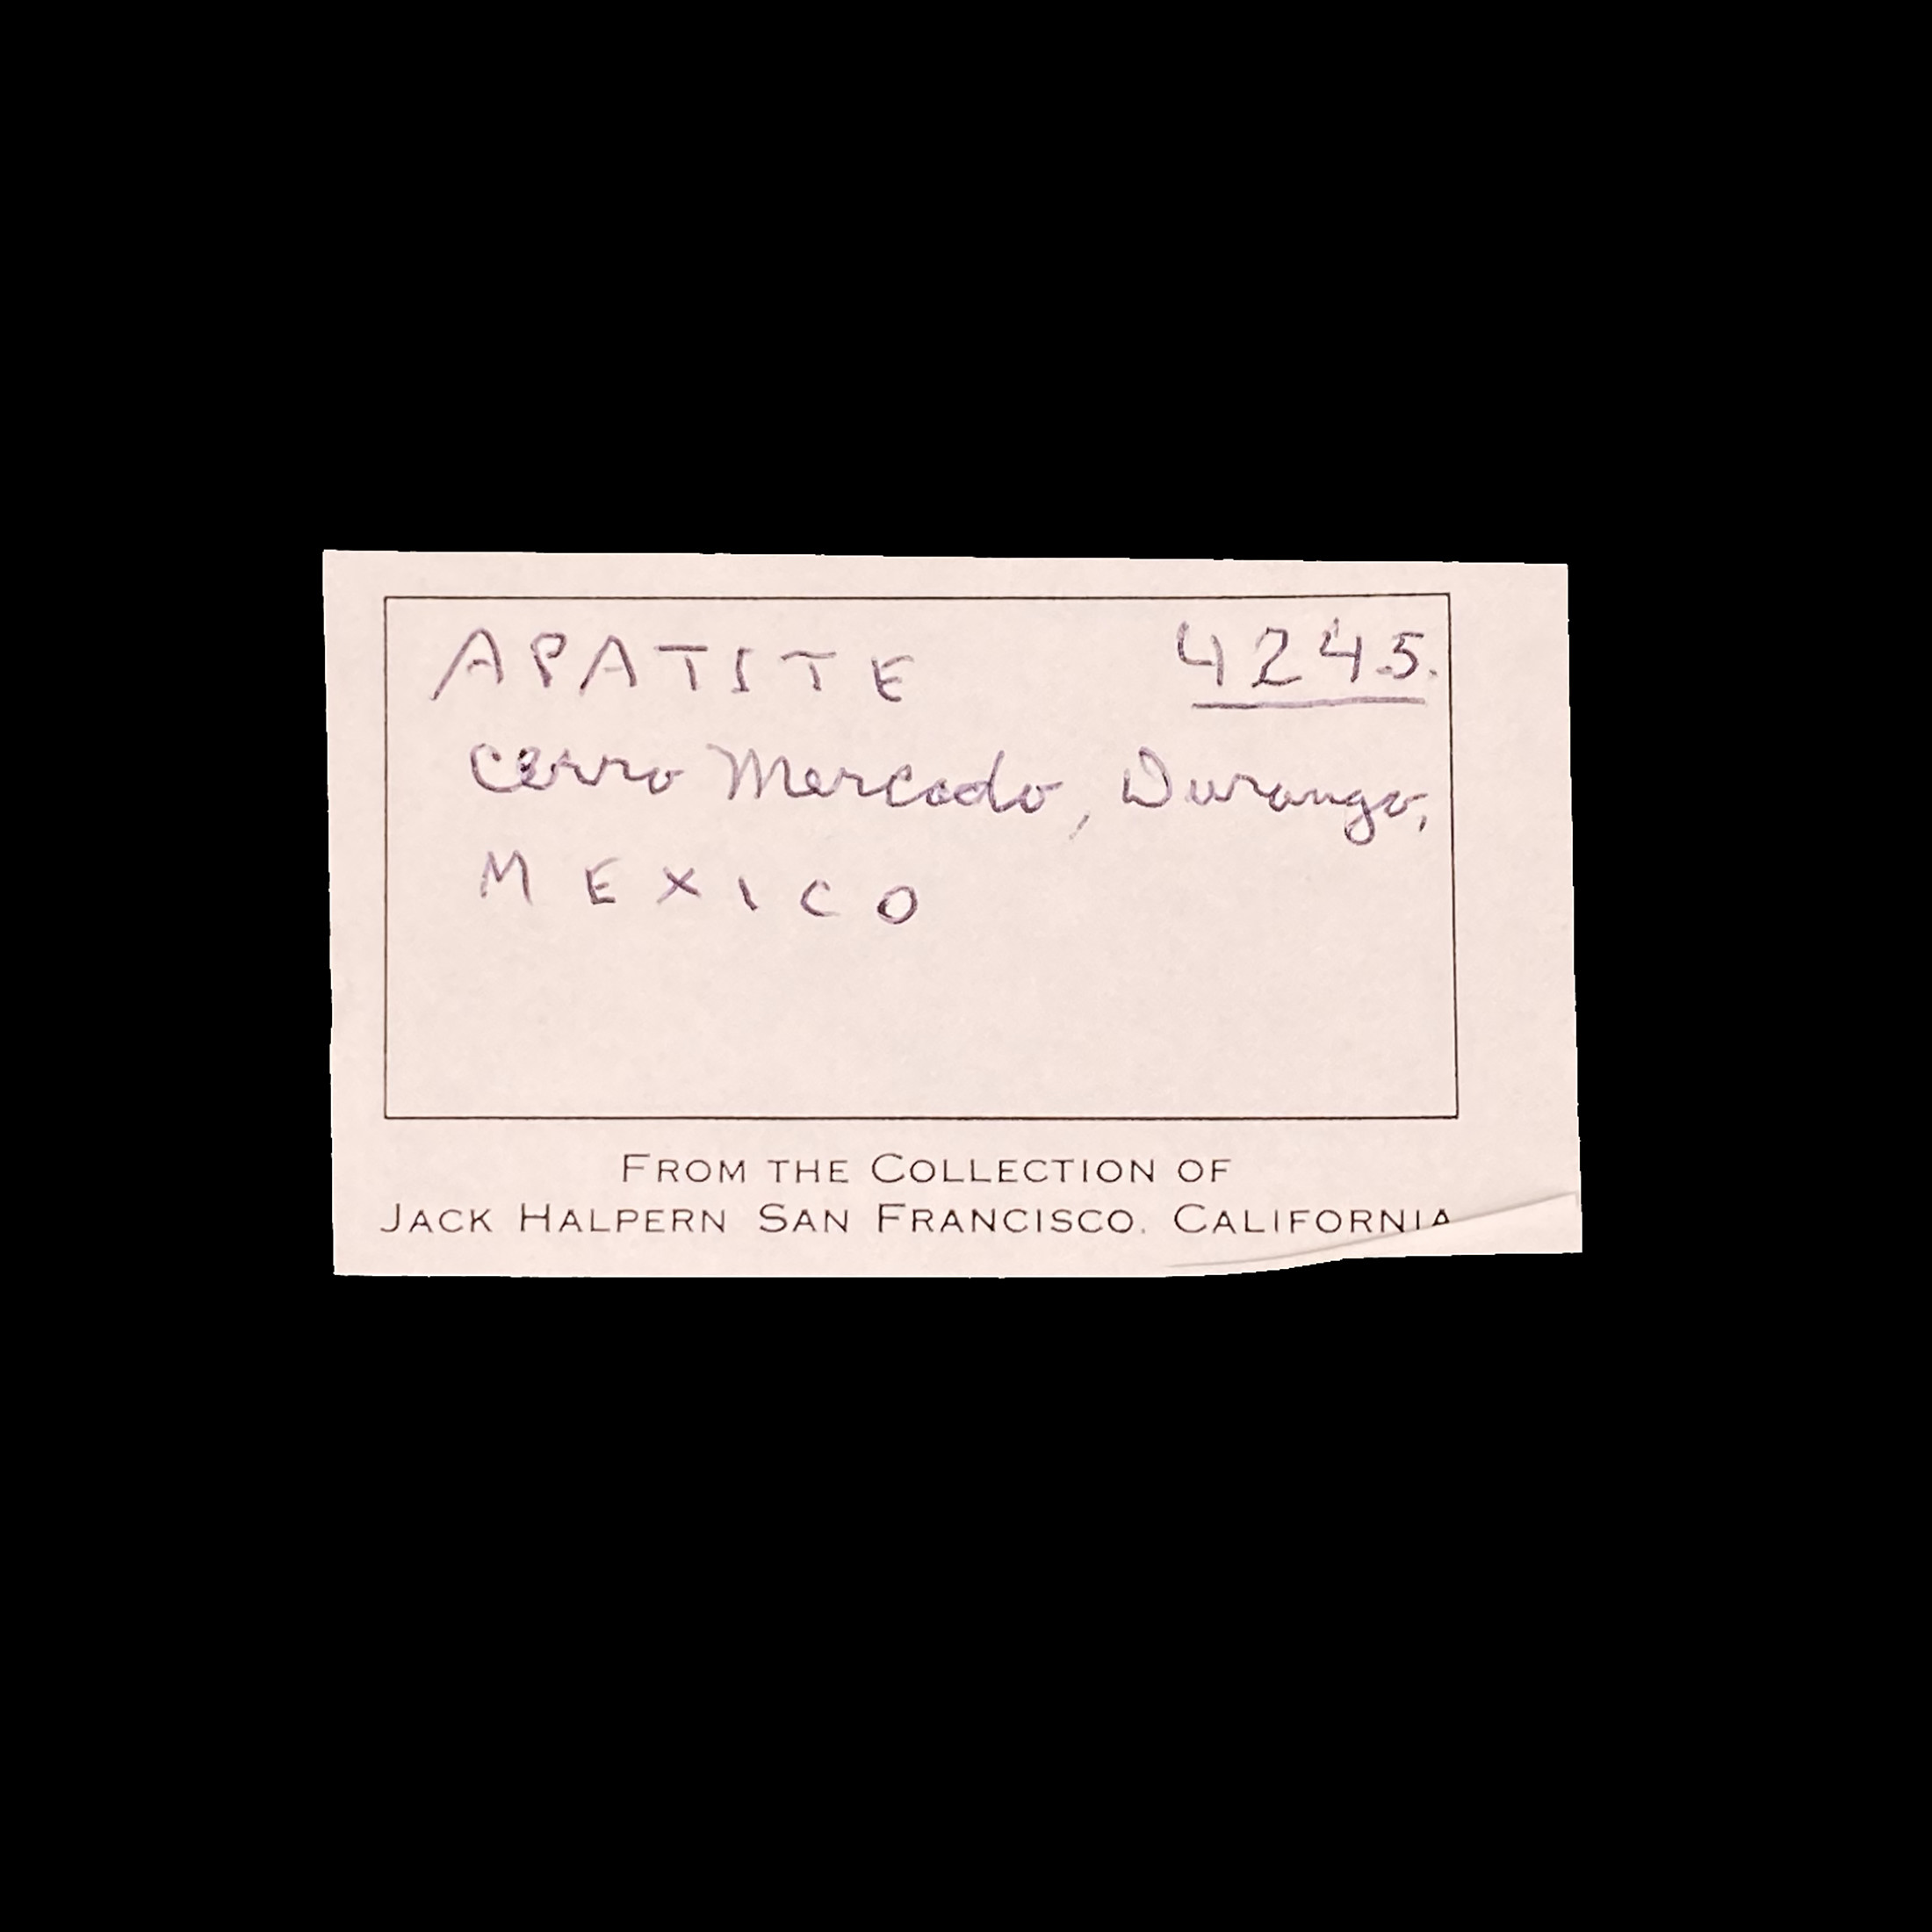 APATITE 4245.
Cerro Mercado, Durango,
MEXICO
FROM THE COLLECTION OF
JACK HALPERN SAN FRANCISCO, CALIFORNIA